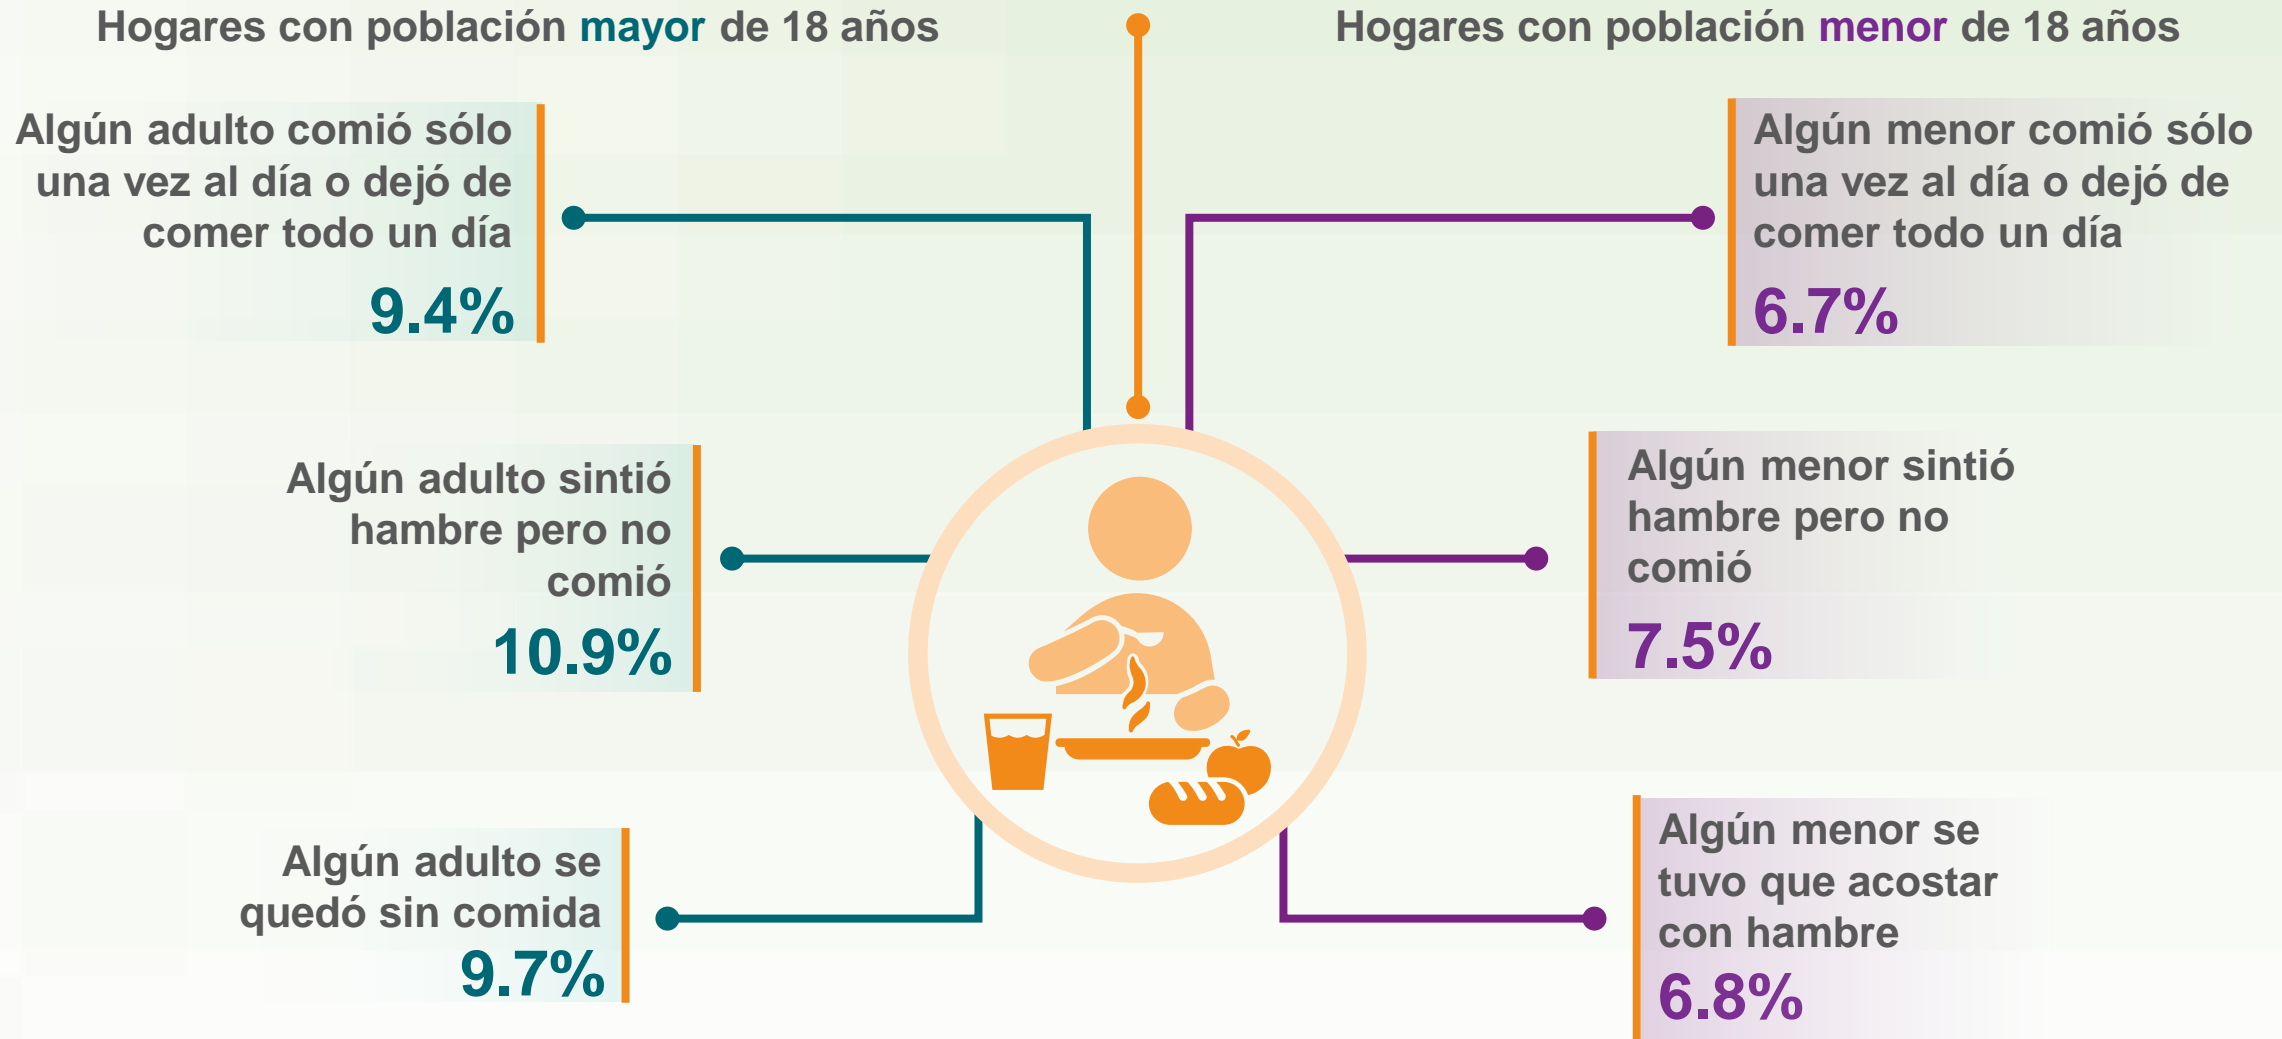 Hogares con población mayor de 18 años
Algún adulto comió sólo
una vez al día o dejó de
comer todo un día
9.4%
Algún adulto sintió
hambre pero no
comió
10.9%
Algún adulto se
quedó sin comida
9.7%
Hogares con población menor de 18 años
Algún menor comió sólo
una vez al día o dejó de
comer todo un día
6.7%
Algún menor sintió
hambre pero no
comió
7.5%
Algún menor se
tuvo que acostar
con hambre
6.8%